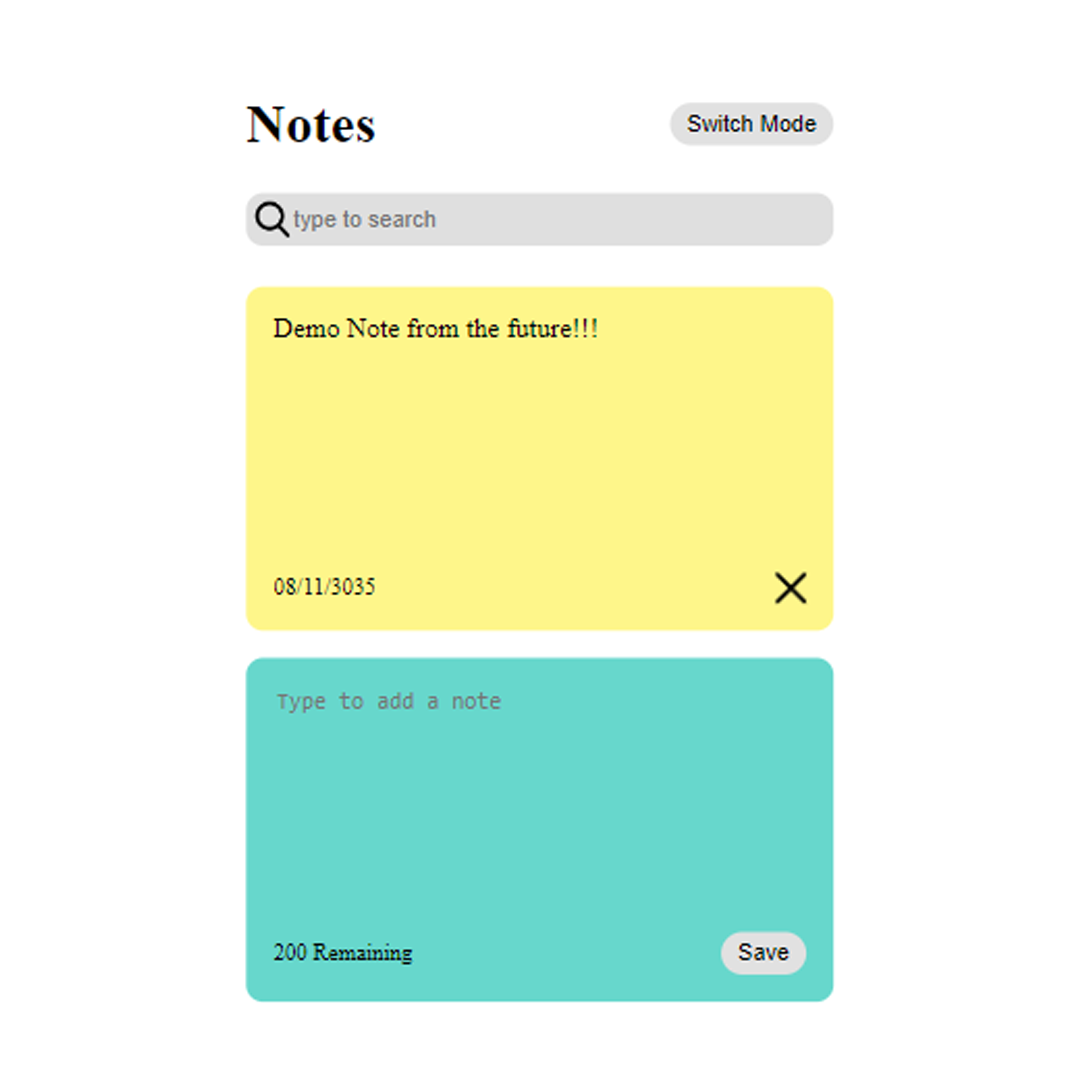 Notes
Switch Mode
type to search
Demo Note from the future!!!
08/11/3035
Type to add a note
200 Remaining
Save